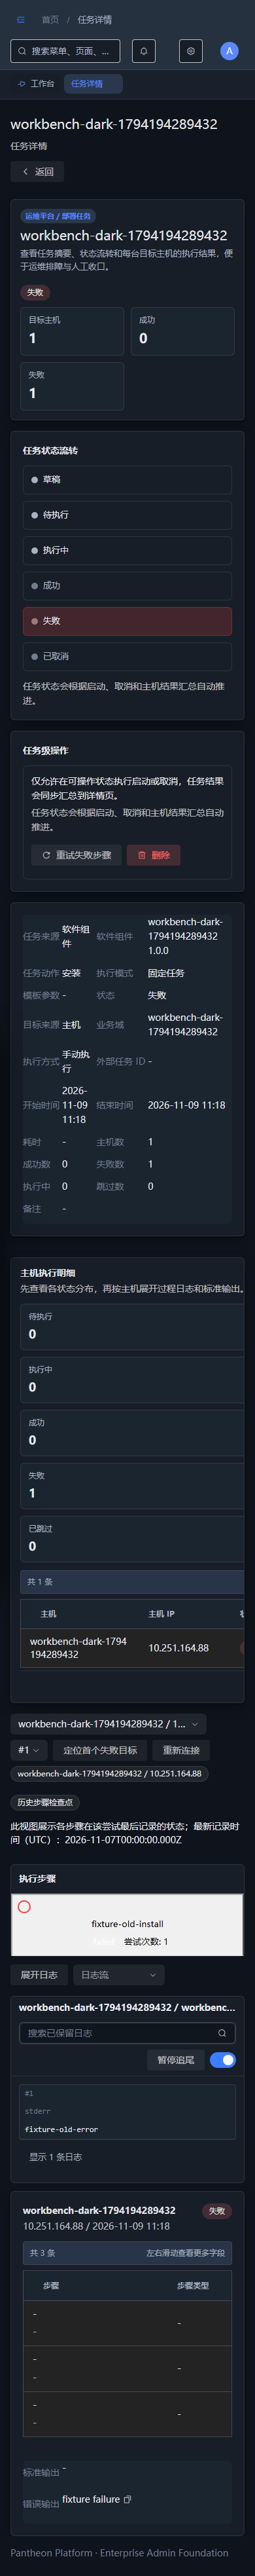 首页 / 任务详情
搜索菜单、页面、...
A
工作台
任务详情
workbench-dark-1794194289432
任务详情
返回
运维平台 / 部署任务
workbench-dark-1794194289432
查看任务摘要、状态流转和每台目标主机的执行结果，便
于运维排障与人工收口。
失败
目标主机
1
成功
0
失败
1
任务状态流转
草稿
待执行
执行中
成功
失败
已取消
任务状态会根据启动、取消和主机结果汇总自动推
进。
任务级操作
仅允许在可操作状态执行启动或取消，任务结果
会同步汇总到详情页。
任务状态会根据启动、取消和主机结果汇总自动
推进。
重试失败步骤
删除
任务来源 软件组件 软件组件 workbench-dark-1794194289432 1.0.0
任务动作 安装 执行模式 固定任务
模板参数 - 状态 失败
目标来源 主机 业务域 workbench-dark-1794194289432
执行方式 手动执行 外部任务 ID -
开始时间 2026-11-09 11:18 结束时间 2026-11-09 11:18
耗时 - 主机数 1
成功数 0 失败数 1
执行中 0 跳过数 0
备注 -
主机执行明细
先查看各状态分布，再按主机展开过程日志和标准输出。
待执行
0
执行中
0
成功
0
失败
1
已跳过
0
共 1 条
主机 主机 IP
workbench-dark-1794
194289432
10.251.164.88
workbench-dark-1794194289432 / 1...
#1
定位首个失败目标
重新连接
workbench-dark-1794194289432 / 10.251.164.88
历史步骤检查点
此视图展示各步骤在该尝试最后记录的状态；最新记录时
间（UTC）：2026-11-07T00:00:00.000Z
执行步骤
fixture-old-install
尝试次数: 1
展开日志
日志流
workbench-dark-1794194289432 / workbenc...
搜索已保留日志
暂停追尾
#1
stderr
fixture-old-error
显示 1 条日志
workbench-dark-1794194289432
失败
10.251.164.88 / 2026-11-09 11:18
共 3 条
左右滑动查看更多字段
步骤 步骤类型
-
-
-
-
-
-
-
-
-
标准输出 -
错误输出 fixture failure
Pantheon Platform · Enterprise Admin Foundation